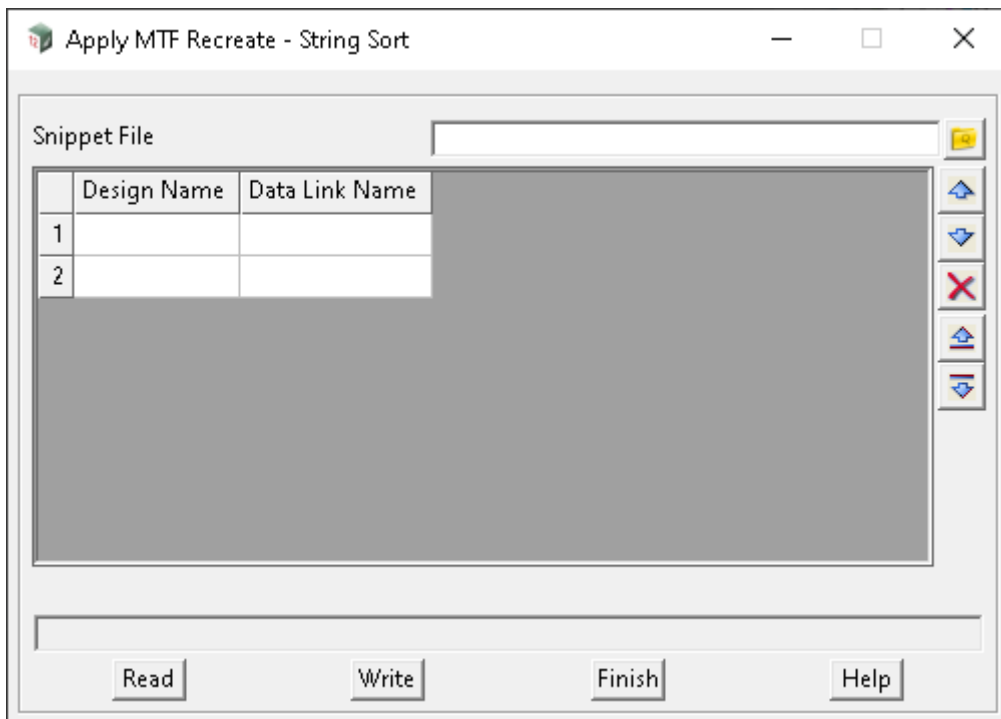 Apply MTF Recreate - String Sort
Snippet File
Design Name Data Link Name
1
2
Read Write Finish Help